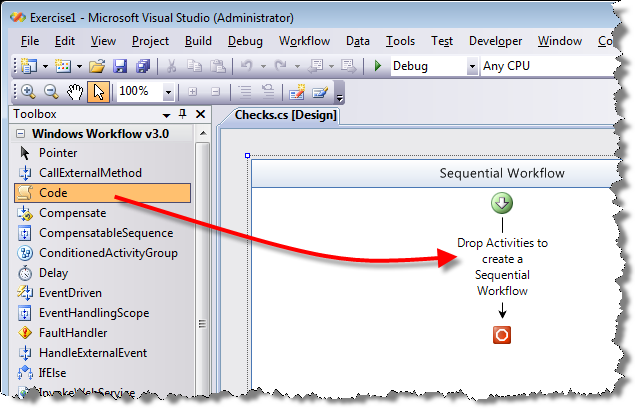 Exercise1 - Microsoft Visual Studio (Administrator)
File Edit View Project Build Debug Workflow Data Tools Test Developer Window
Debug Any CPU
100%
Toolbox
Checks.cs [Design]
Windows Workflow v3.0
Pointer
CallExternalMethod
Code
Compensate
CompensatableSequence
ConditionedActivityGroup
Delay
EventDriven
EventHandlingScope
FaultHandler
HandleExternalEvent
IfElse
InvokeWebService
Sequential Workflow
Drop Activities to
create a
Sequential
Workflow